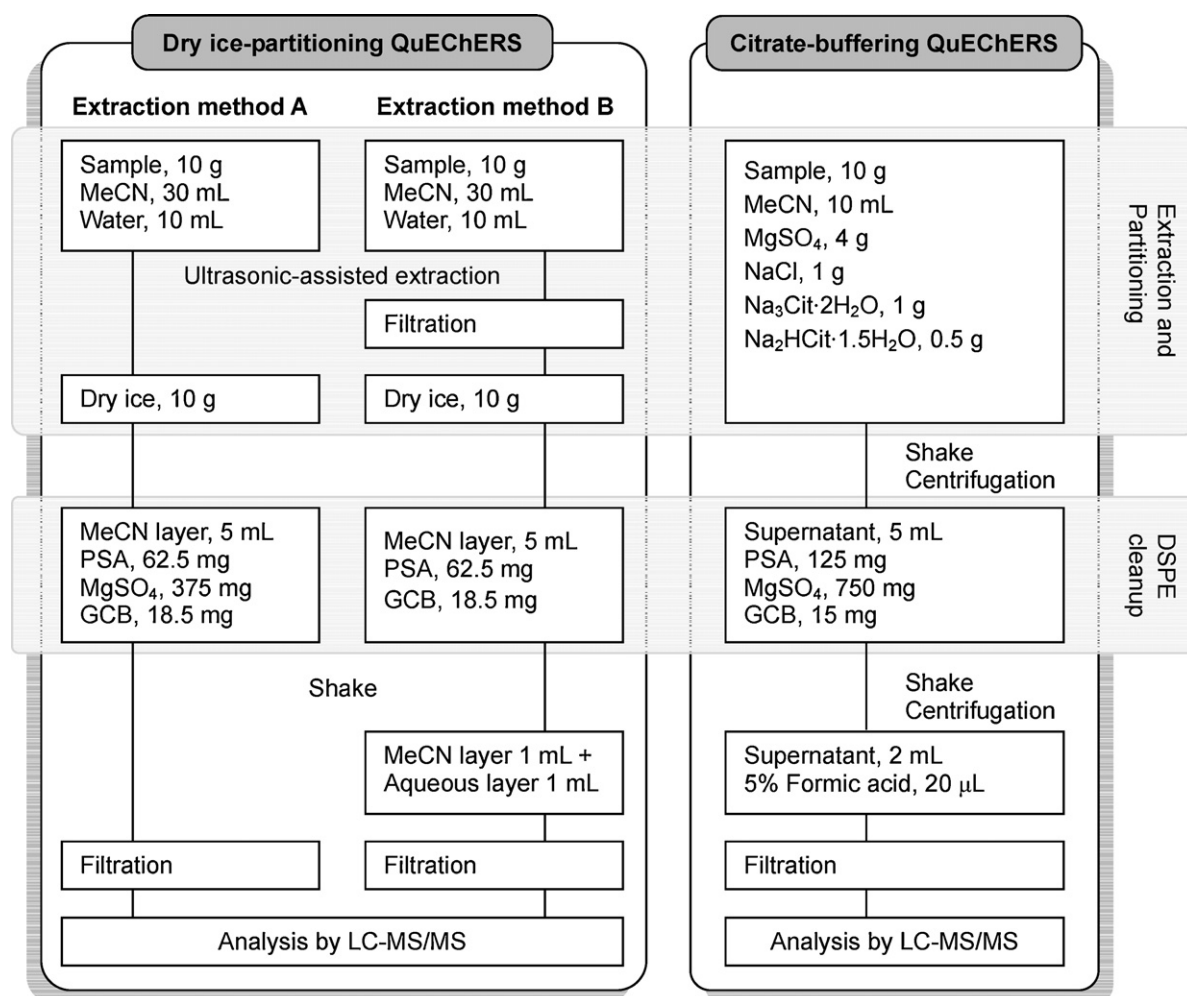 Dry ice-partitioning QuEChERS
Extraction method A
Extraction method B
Sample, 10 g
MeCN, 30 mL
Water, 10 mL
Sample, 10 g
MeCN, 30 mL
Water, 10 mL
Ultrasonic-assisted extraction
Filtration
Dry ice, 10 g
Dry ice, 10 g
MeCN layer, 5 mL
PSA, 62.5 mg
MgSO₄, 375 mg
GCB, 18.5 mg
MeCN layer, 5 mL
PSA, 62.5 mg
GCB, 18.5 mg
Shake
MeCN layer 1 mL +
Aqueous layer 1 mL
Filtration
Filtration
Analysis by LC-MS/MS
Citrate-buffering QuEChERS
Sample, 10 g
MeCN, 10 mL
MgSO₄, 4 g
NaCl, 1 g
Na₃Cit·2H₂O, 1 g
Na₂HCit·1.5H₂O, 0.5 g
Shake
Centrifugation
Supernatant, 5 mL
PSA, 125 mg
MgSO₄, 750 mg
GCB, 15 mg
Shake
Centrifugation
Supernatant, 2 mL
5% Formic acid, 20 μL
Filtration
Analysis by LC-MS/MS
Extraction and
Partitioning
DSPE
cleanup